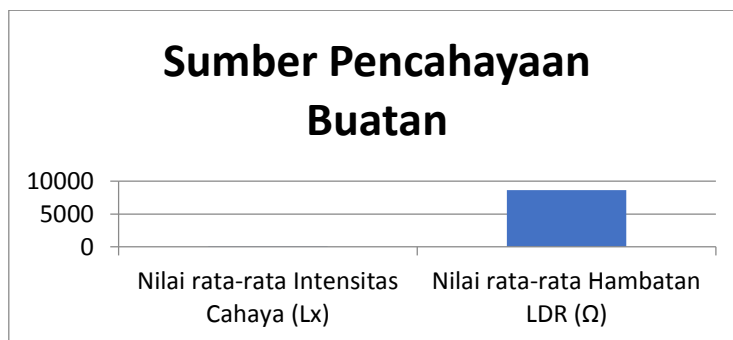 Sumber Pencahayaan
Buatan
10000
5000
0
Nilai rata-rata Intensitas
Cahaya (Lx)
Nilai rata-rata Hambatan
LDR (Ω)